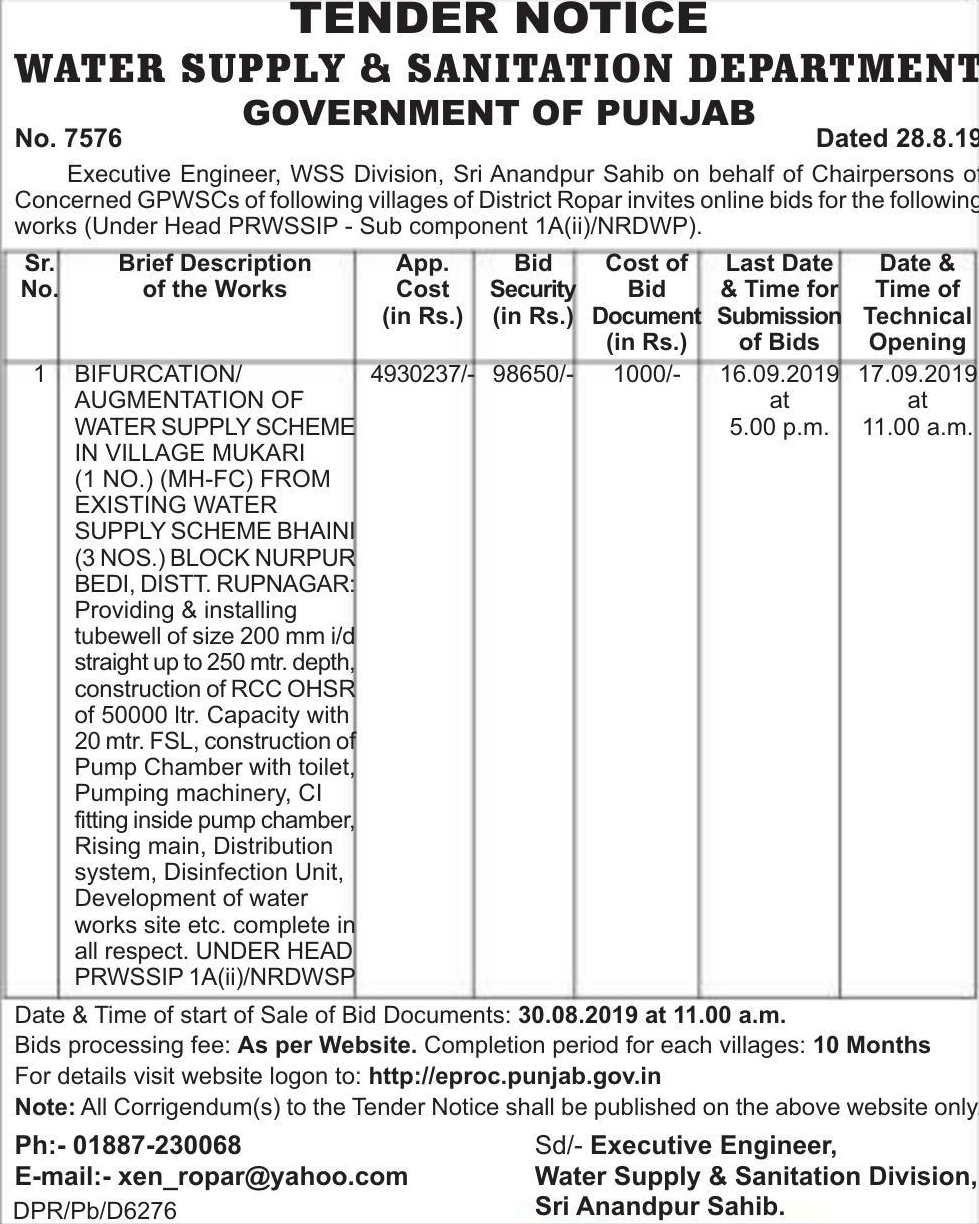 TENDER NOTICE
WATER SUPPLY & SANITATION DEPARTMENT
GOVERNMENT OF PUNJAB
No. 7576 Dated 28.8.19
Executive Engineer, WSS Division, Sri Anandpur Sahib on behalf of Chairpersons of
Concerned GPWSCs of following villages of District Ropar invites online bids for the following
works (Under Head PRWSSIP - Sub component 1A(ii)/NRDWP).
Sr. No. Brief Description of the Works App. Cost (in Rs.) Bid Security (in Rs.) Cost of Bid Document (in Rs.) Last Date & Time for Submission of Bids Date & Time of Technical Opening
1 BIFURCATION/ 4930237/- 98650/- 1000/- 16.09.2019 at 5.00 p.m. 17.09.2019 at 11.00 a.m.
AUGMENTATION OF
WATER SUPPLY SCHEME
IN VILLAGE MUKARI
(1 NO.) (MH-FC) FROM
EXISTING WATER
SUPPLY SCHEME BHAINI
(3 NOS.) BLOCK NURPUR
BEDI, DISTT. RUPNAGAR:
Providing & installing
tubewell of size 200 mm i/d
straight up to 250 mtr. depth,
construction of RCC OHSR
of 50000 ltr. Capacity with
20 mtr. FSL, construction of
Pump Chamber with toilet,
Pumping machinery, CI
fitting inside pump chamber,
Rising main, Distribution
system, Disinfection Unit,
Development of water
works site etc. complete in
all respect. UNDER HEAD
PRWSSIP 1A(ii)/NRDWSP
Date & Time of start of Sale of Bid Documents: 30.08.2019 at 11.00 a.m.
Bids processing fee: As per Website. Completion period for each villages: 10 Months
For details visit website logon to: http://eproc.punjab.gov.in
Note: All Corrigendum(s) to the Tender Notice shall be published on the above website only.
Ph:- 01887-230068
E-mail:- xen_ropar@yahoo.com
DPR/Pb/D6276
Sd/- Executive Engineer,
Water Supply & Sanitation Division,
Sri Anandpur Sahib.